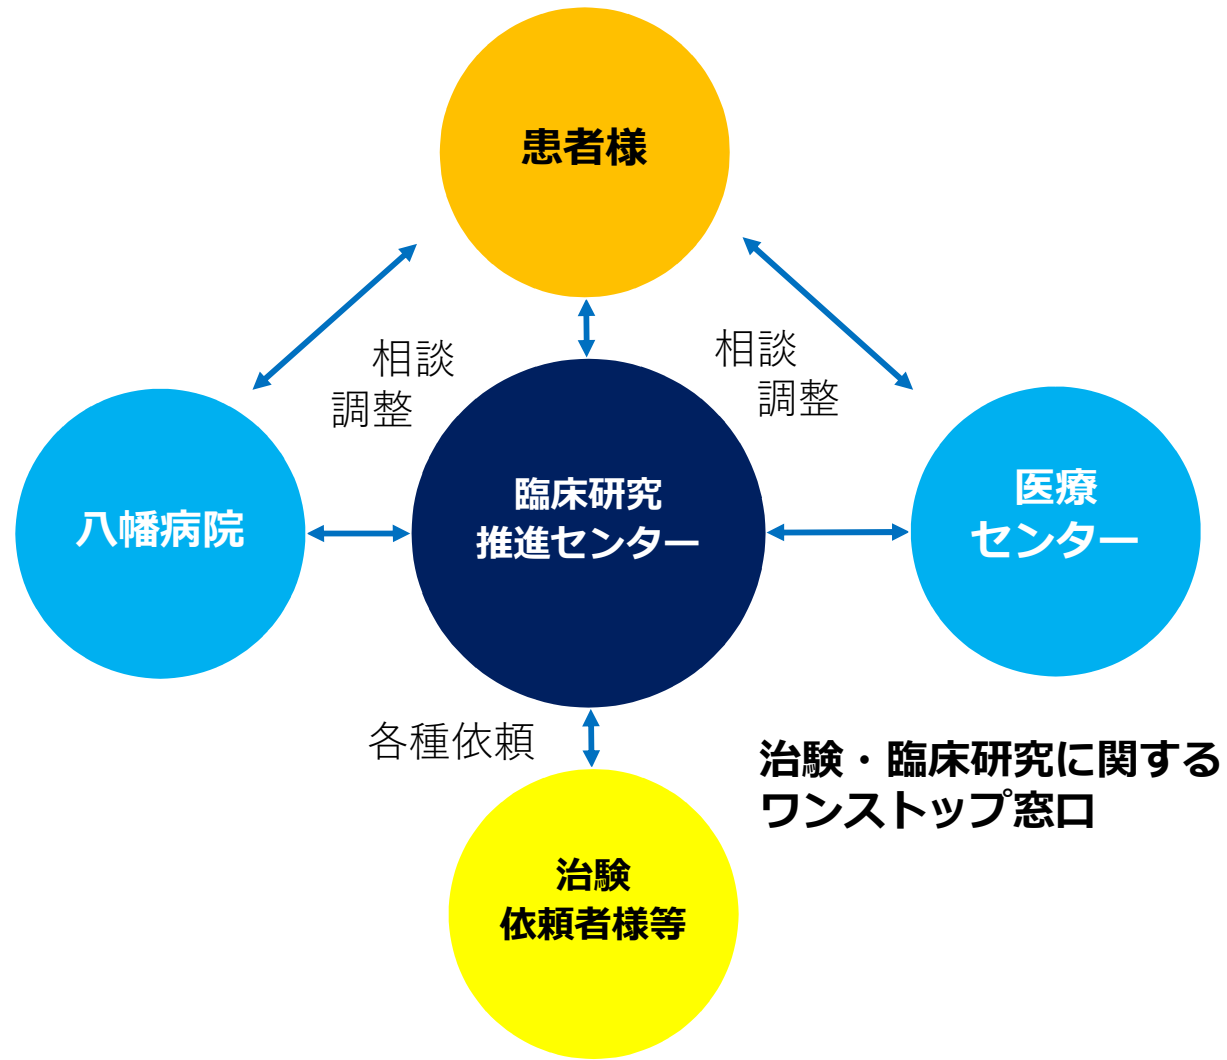 患者様
相談
調整
相談
調整
八幡病院
臨床研究
推進センター
医療
センター
各種依頼
治験・臨床研究に関する
ワンストップ窓口
治験
依頼者様等